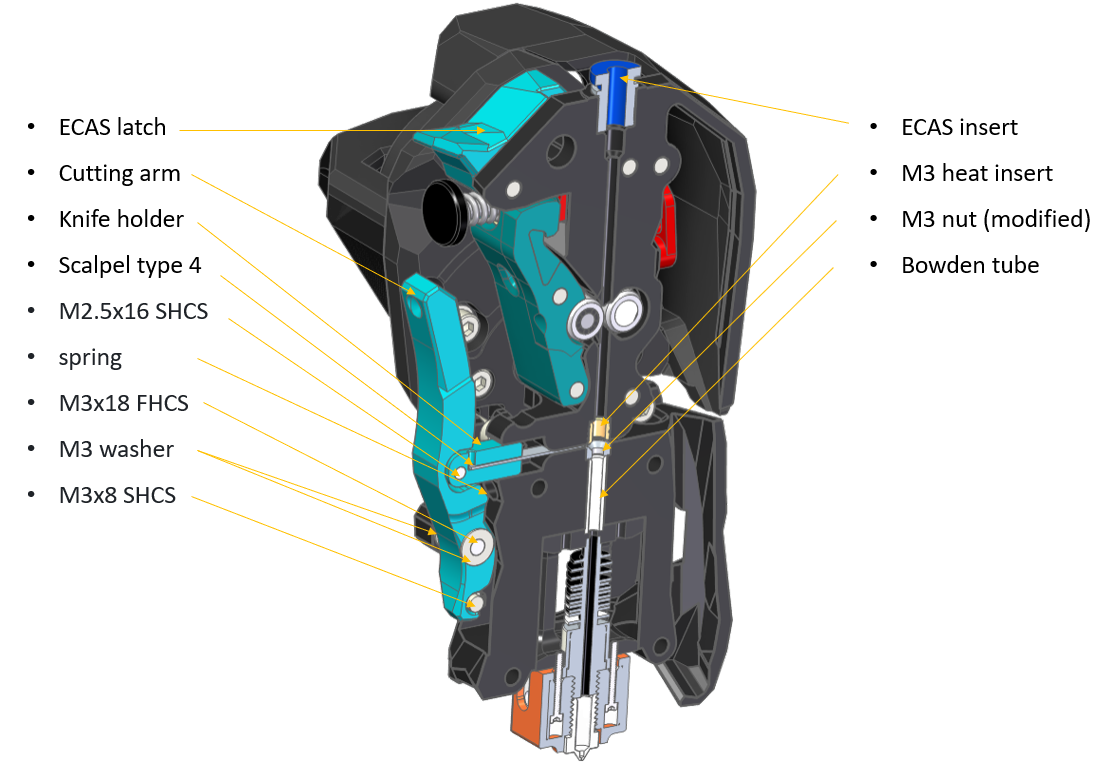 • ECAS latch
• Cutting arm
• Knife holder
• Scalpel type 4
• M2.5x16 SHCS
• spring
• M3x18 FHCS
• M3 washer
• M3x8 SHCS
• ECAS insert
• M3 heat insert
• M3 nut (modified)
• Bowden tube